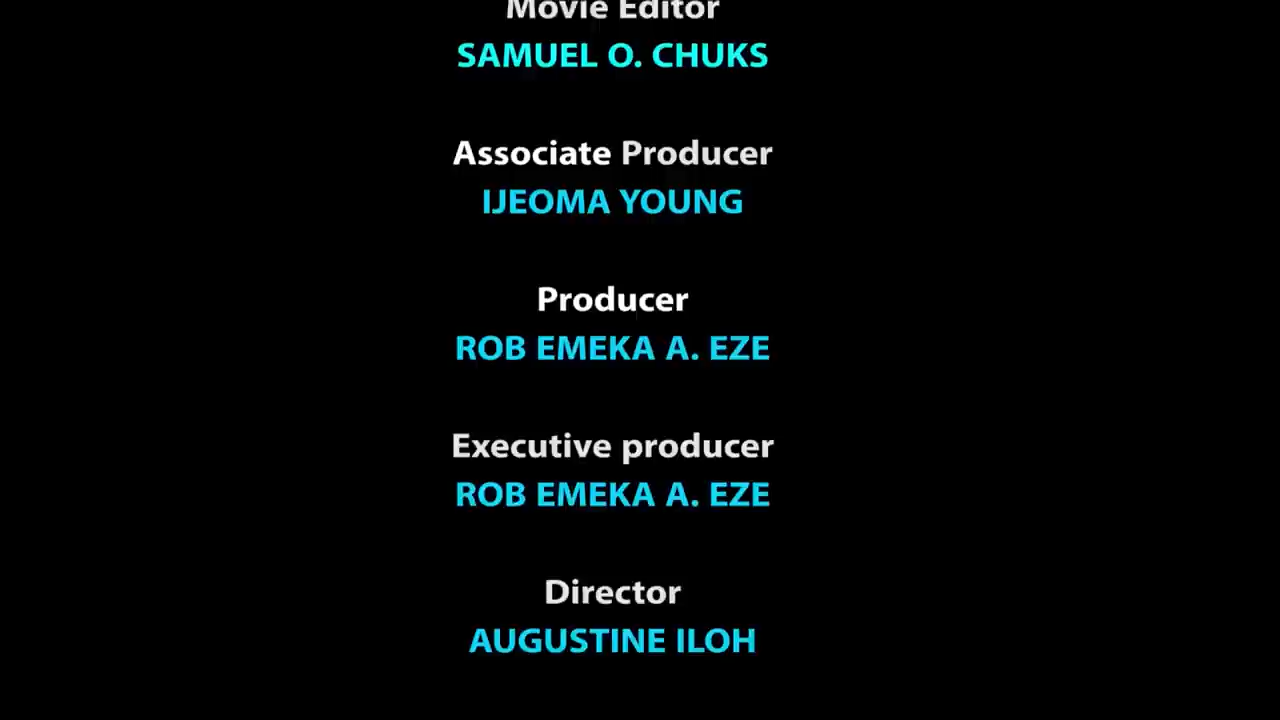 Movie Editor
SAMUEL O. CHUKS
Associate Producer
IJEOMA YOUNG
Producer
ROB EMEKA A. EZE
Executive producer
ROB EMEKA A. EZE
Director
AUGUSTINE ILOH